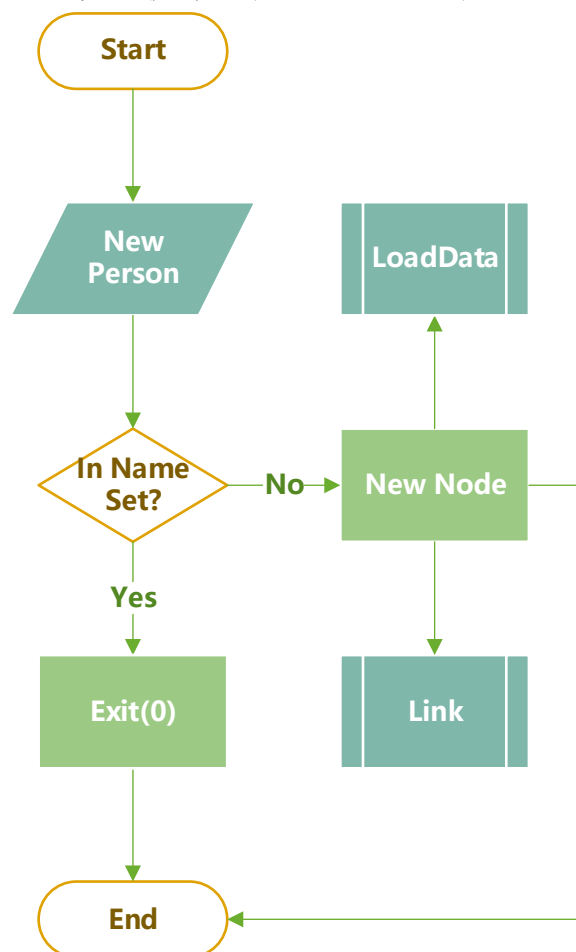 Start
New
Person
LoadData
In Name
Set?
No
New Node
Yes
Exit(0)
Link
End